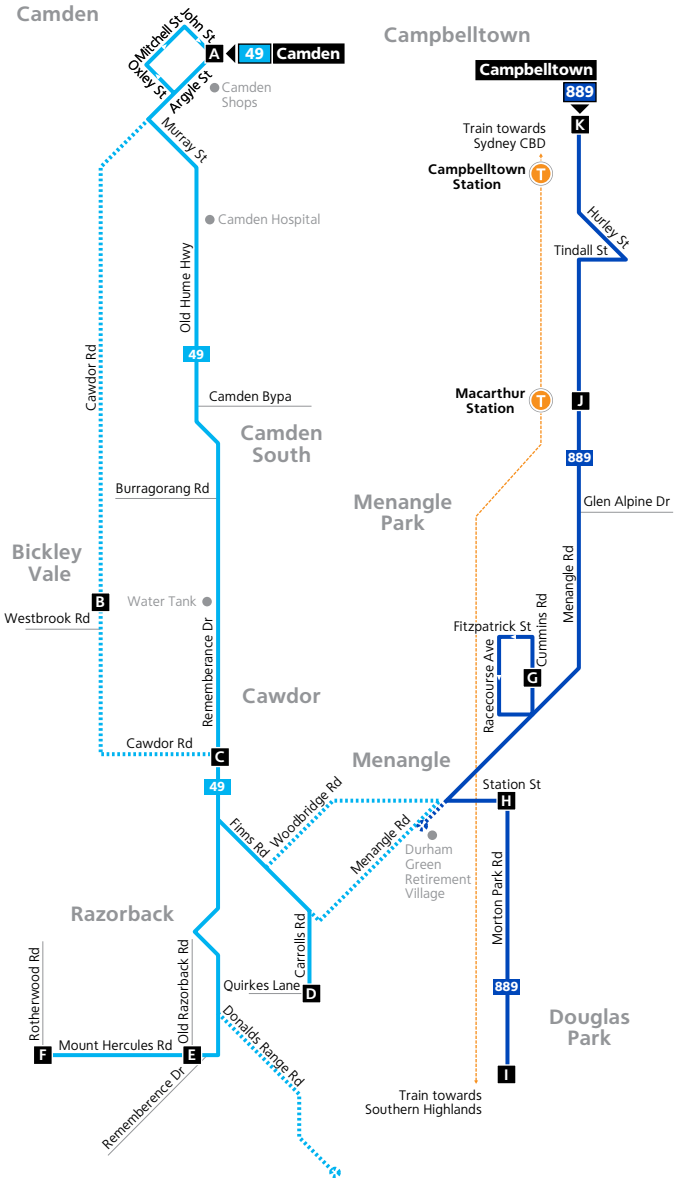 Camden
John St
Mitchell St
Oxley St
A
49
Camden
Argyle St
Camden
Shops
Murray St
Camden Hospital
Old Hume Hwy
49
Cawdor Rd
Camden Bypa
Camden
South
Burragorang Rd
Bickley
Vale
B
Westbrook Rd
Water Tank
Rememberance Dr
Cawdor
Cawdor Rd
C
49
Finns Rd
Woodbridge Rd
Menangle Rd
Razorback
Carrolls Rd
Quirkes Lane
D
Rotherwood Rd
Old Razorback Rd
F
Mount Hercules Rd
E
Rememberence Dr
Donalds Range Rd
Campbelltown
Campbelltown
889
K
Train towards
Sydney CBD
Campbelltown
Station
T
Hurley St
Tindall St
Macarthur
Station
T
J
889
Menangle
Park
Glen Alpine Dr
Menangle Rd
Fitzpatrick St
Cummins Rd
Racecourse Ave
G
Menangle
Station St
H
Durham
Green
Retirement
Village
Morton Park Rd
889
Douglas
Park
I
Train towards
Southern Highlands